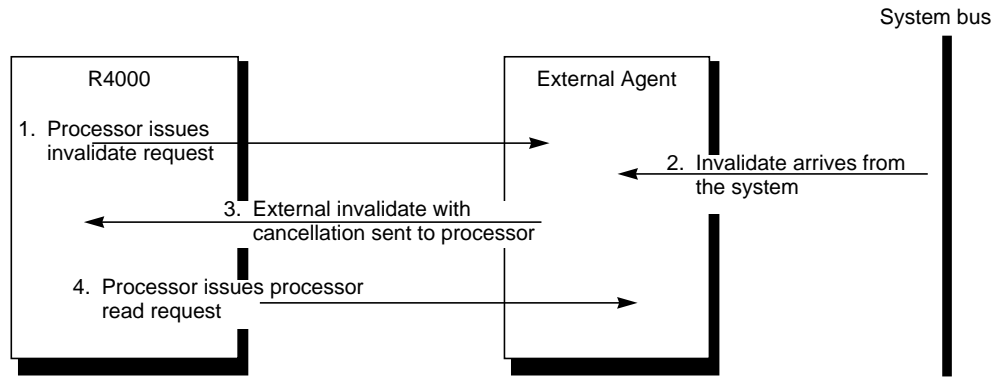 System bus
R4000
External Agent
1. Processor issues
invalidate request
2. Invalidate arrives from
the system
3. External invalidate with
cancellation sent to processor
4. Processor issues processor
read request